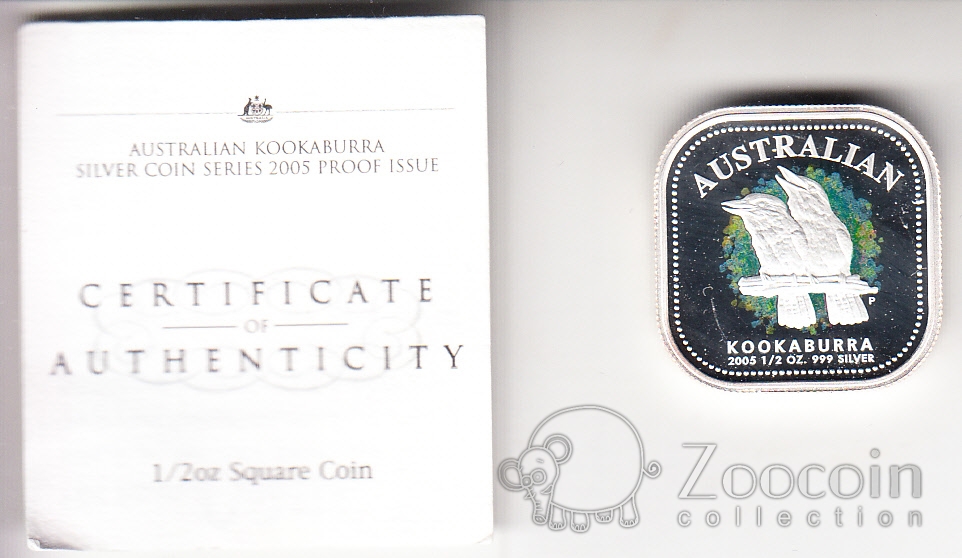 AUSTRALIAN KOOKABURRA
SILVER COIN SERIES 2005 PROOF ISSUE
CERTIFICATE
OF
AUTHENTICITY
1/2oz Square Coin
AUSTRALIAN
P
KOOKABURRA
2005 1/2 OZ. 999 SILVER
Zoocoin
collection